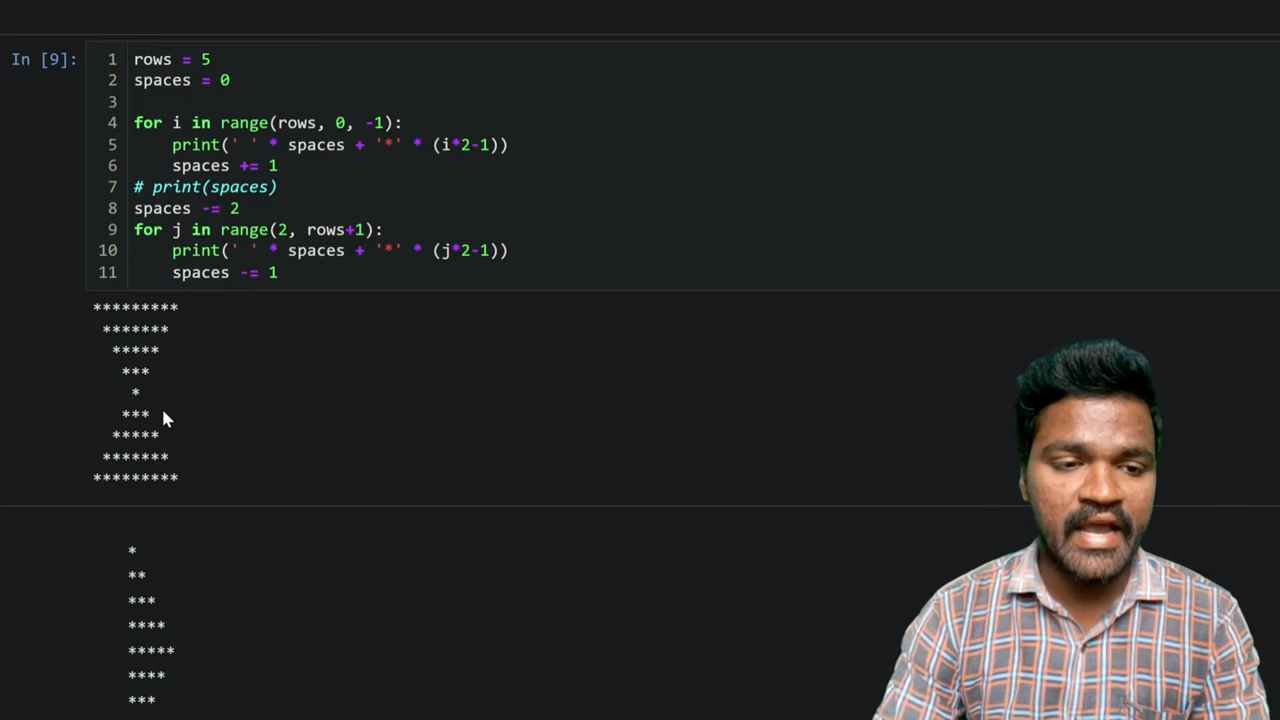 In [9]:
1 rows = 5
2 spaces = 0
3
4 for i in range(rows, 0, -1):
5     print(' ' * spaces + '*' * (i*2-1))
6     spaces += 1
7 # print(spaces)
8 spaces -= 2
9 for j in range(2, rows+1):
10     print(' ' * spaces + '*' * (j*2-1))
11     spaces -= 1
*********
 *******
  *****
   ***
    *
   ***
  *****
 *******
*********
*
**
***
****
*****
****
***